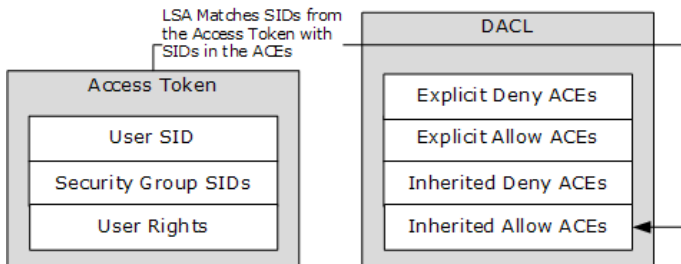 LSA Matches SIDs from
the Access Token with
SIDs in the ACEs
Access Token
User SID
Security Group SIDs
User Rights
DACL
Explicit Deny ACEs
Explicit Allow ACEs
Inherited Deny ACEs
Inherited Allow ACEs